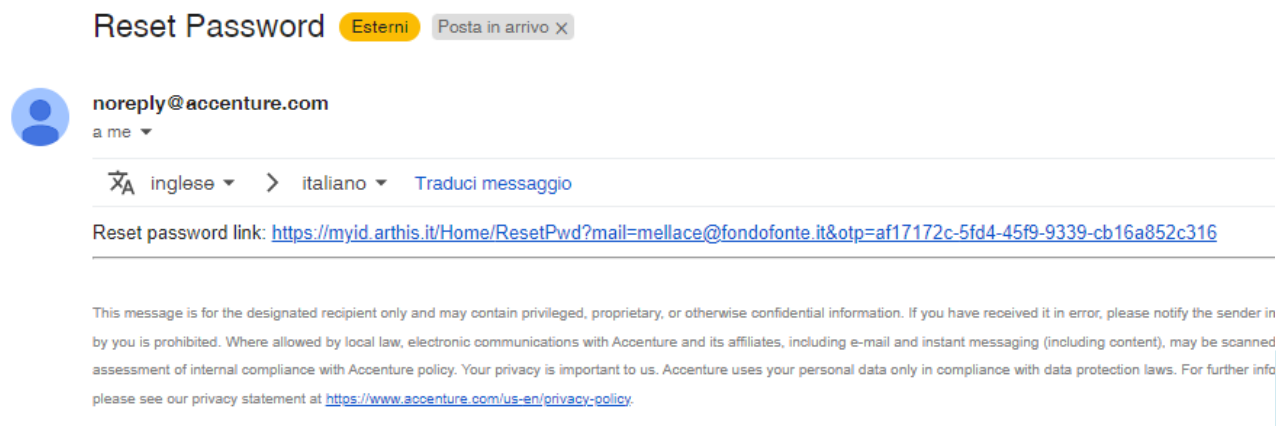 Reset Password Esterni Posta in arrivo ×
noreply@accenture.com
a me
inglese > italiano Traduci messaggio
Reset password link: https://myid.arthis.it/Home/ResetPwd?mail=mellace@fondofonte.it&otp=af17172c-5fd4-45f9-9339-cb16a852c316
This message is for the designated recipient only and may contain privileged, proprietary, or otherwise confidential information. If you have received it in error, please notify the sender
by you is prohibited. Where allowed by local law, electronic communications with Accenture and its affiliates, including e-mail and instant messaging (including content), may be scanned
assessment of internal compliance with Accenture policy. Your privacy is important to us. Accenture uses your personal data only in compliance with data protection laws. For further
please see our privacy statement at https://www.accenture.com/us-en/privacy-policy.